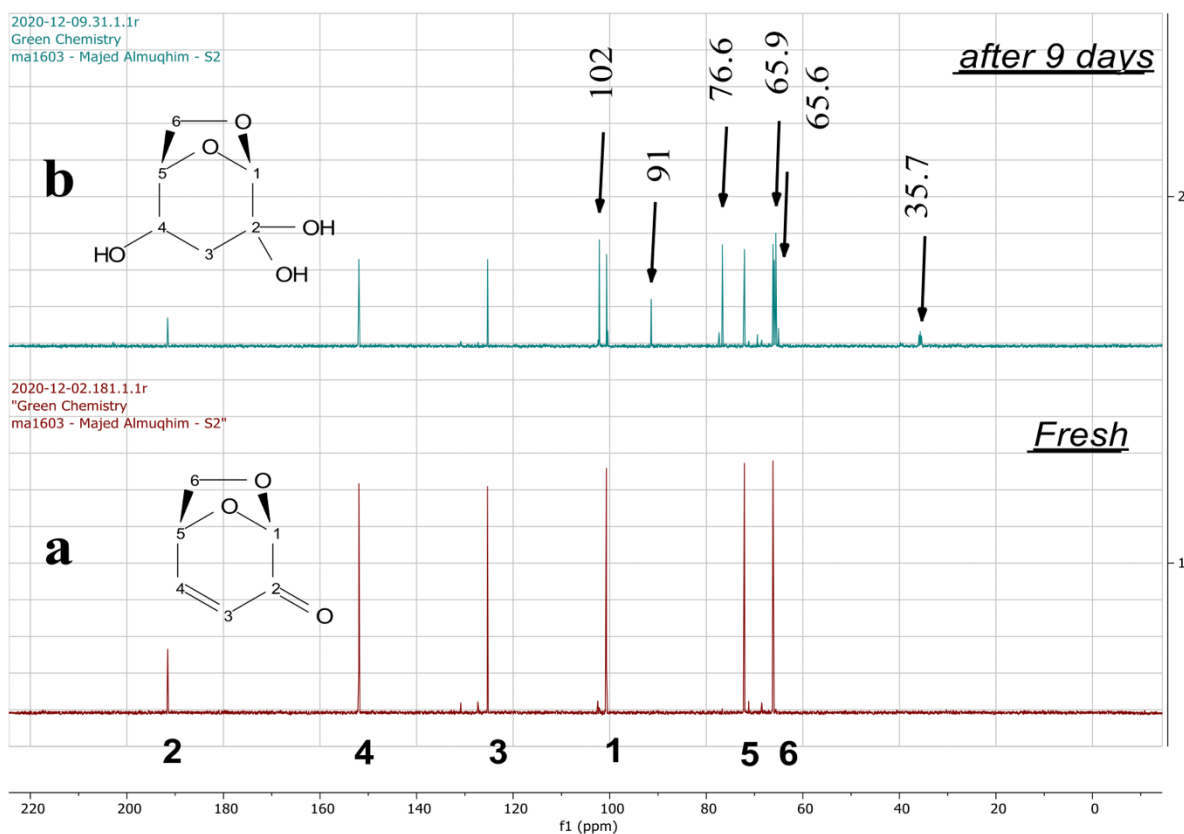 2020-12-09.31.1.1r
Green Chemistry
ma1603 - Majed Almuqhim - S2
after 9 days
102
91
76.6
65.9
65.6
35.7
b
6
O
O
5
1
4
2
OH
HO
3
OH
2
2020-12-02.181.1.1r
"Green Chemistry
ma1603 - Majed Almuqhim - S2"
Fresh
a
6
O
O
5
1
4
2
3
O
1
2 4 3 1 5 6
220 200 180 160 140 120 100 80 60 40 20 0
f1 (ppm)